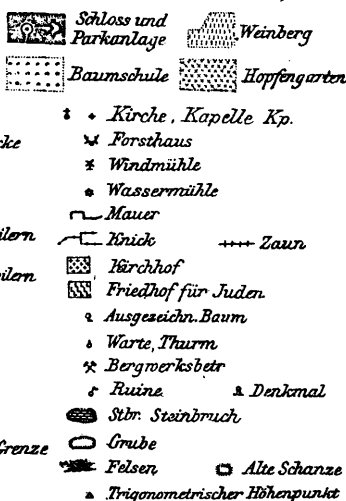 Schloss und
Parkanlage
Weinberg
Baumschule
Hopfengarten
Kirche, Kapelle Kp.
Forsthaus
Windmühle
Wassermühle
Mauer
Knick
Zaun
Kirchhof
Friedhof für Juden
Ausgezeichn. Baum
Warte, Thurm
Bergwerksbetr
Ruine
Denkmal
Stbr. Steinbruch
Grenze
Grube
Felsen
Alte Schanze
Trigonometrischer Höhenpunkt